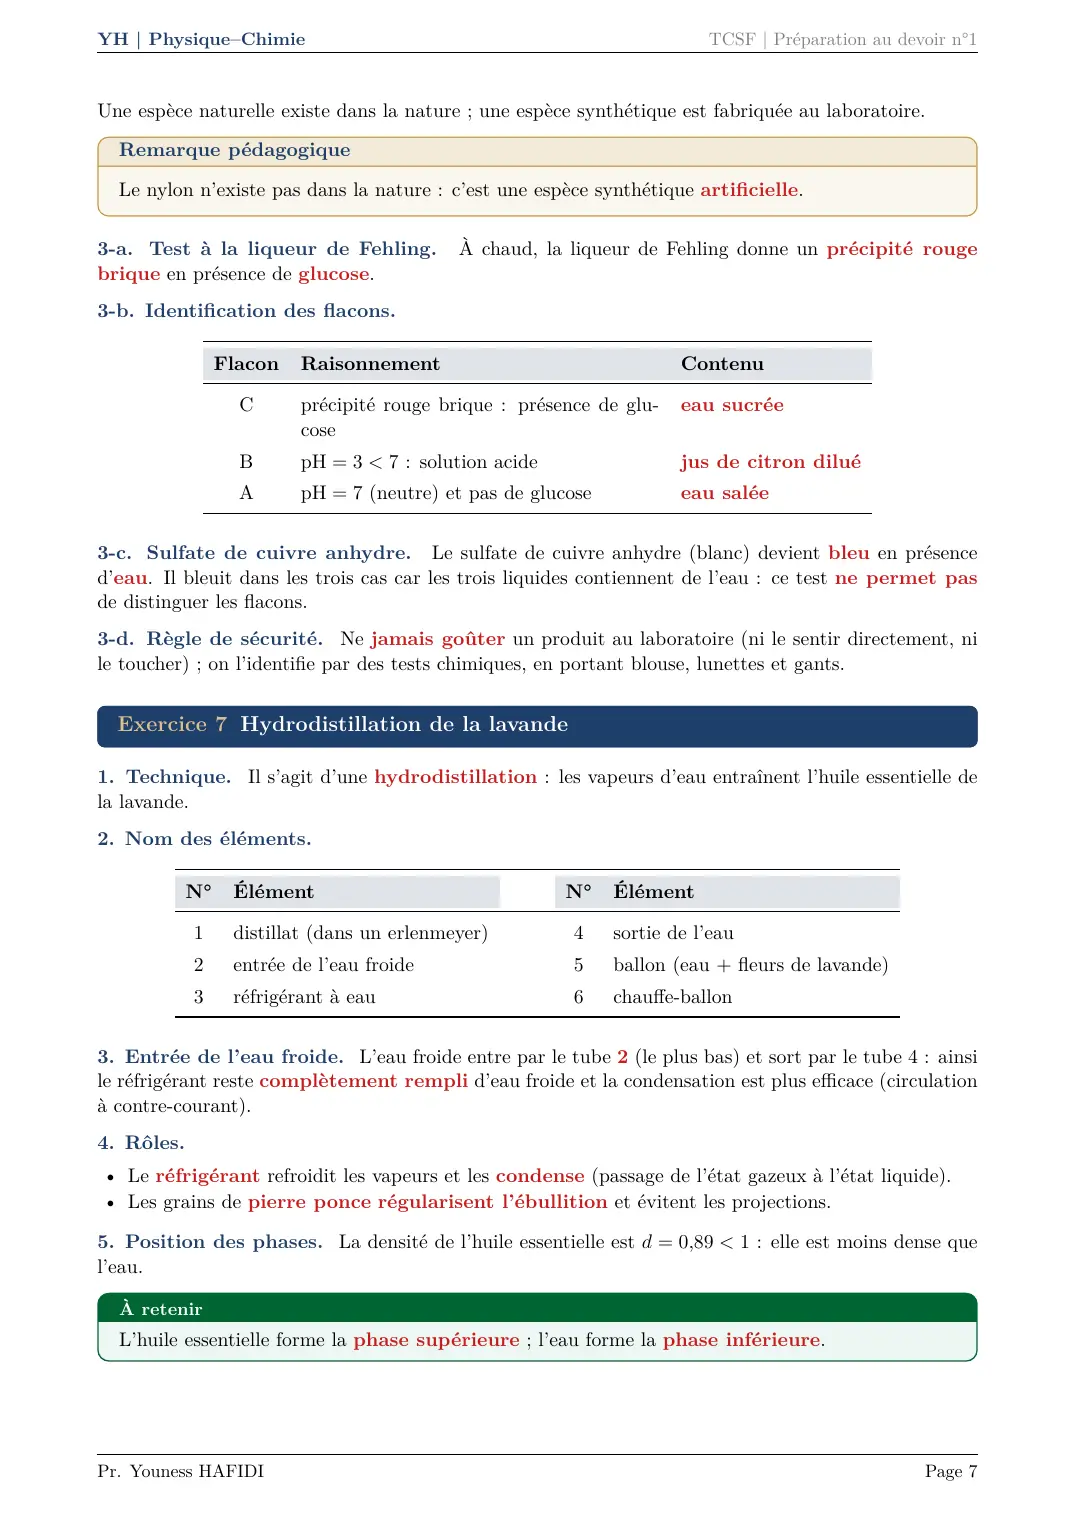 YH | Physique–Chimie
TCSF | Préparation au devoir n°1
Une espèce naturelle existe dans la nature ; une espèce synthétique est fabriquée au laboratoire.
Remarque pédagogique
Le nylon n'existe pas dans la nature : c'est une espèce synthétique artificielle.
3-a. Test à la liqueur de Fehling. À chaud, la liqueur de Fehling donne un précipité rouge
brique en présence de glucose.
3-b. Identification des flacons.
Flacon Raisonnement Contenu
C précipité rouge brique : présence de glu- eau sucrée
cose
B pH = 3 < 7 : solution acide jus de citron dilué
A pH = 7 (neutre) et pas de glucose eau salée
3-c. Sulfate de cuivre anhydre. Le sulfate de cuivre anhydre (blanc) devient bleu en présence
d'eau. Il bleuit dans les trois cas car les trois liquides contiennent de l'eau : ce test ne permet pas
de distinguer les flacons.
3-d. Règle de sécurité. Ne jamais goûter un produit au laboratoire (ni le sentir directement, ni
le toucher) ; on l'identifie par des tests chimiques, en portant blouse, lunettes et gants.
Exercice 7 Hydrodistillation de la lavande
1. Technique. Il s'agit d'une hydrodistillation : les vapeurs d'eau entraînent l'huile essentielle de
la lavande.
2. Nom des éléments.
N° Élément N° Élément
1 distillat (dans un erlenmeyer) 4 sortie de l'eau
2 entrée de l'eau froide 5 ballon (eau + fleurs de lavande)
3 réfrigérant à eau 6 chauffe-ballon
3. Entrée de l'eau froide. L'eau froide entre par le tube 2 (le plus bas) et sort par le tube 4 : ainsi
le réfrigérant reste complètement rempli d'eau froide et la condensation est plus efficace (circulation
à contre-courant).
4. Rôles.
• Le réfrigérant refroidit les vapeurs et les condense (passage de l'état gazeux à l'état liquide).
• Les grains de pierre ponce régularisent l'ébullition et évitent les projections.
5. Position des phases. La densité de l'huile essentielle est d = 0,89 < 1 : elle est moins dense que
l'eau.
À retenir
L'huile essentielle forme la phase supérieure ; l'eau forme la phase inférieure.
Pr. Youness HAFIDI
Page 7